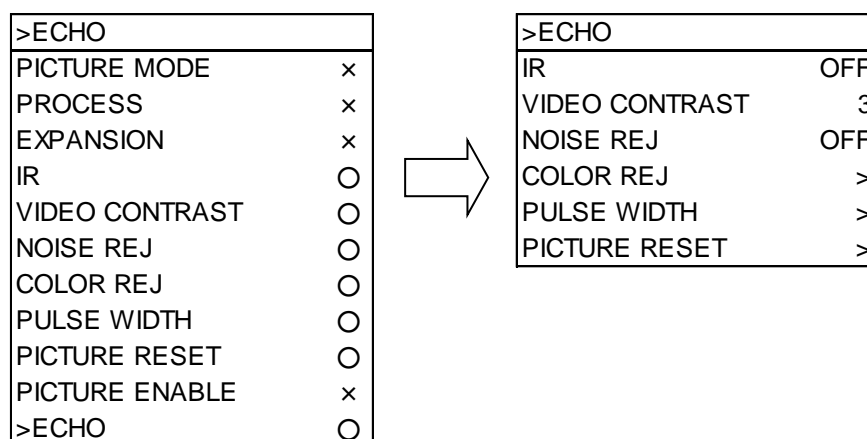 >ECHO
PICTURE MODE ×
PROCESS ×
EXPANSION ×
IR ○
VIDEO CONTRAST ○
NOISE REJ ○
COLOR REJ ○
PULSE WIDTH ○
PICTURE RESET ○
PICTURE ENABLE ×
>ECHO ○
>ECHO
IR OFF
VIDEO CONTRAST 3
NOISE REJ OFF
COLOR REJ >
PULSE WIDTH >
PICTURE RESET >